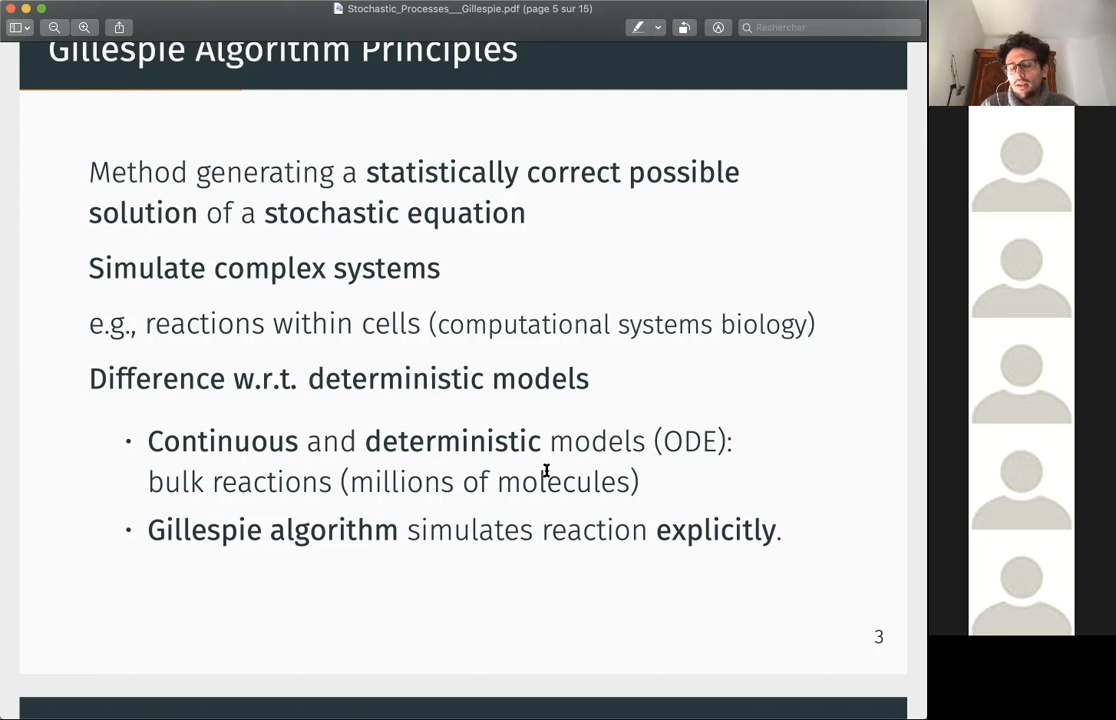 Stochastic_Processes__Gillespie.pdf (page 5 sur 15)
Rechercher
Gillespie Algorithm Principles
Method generating a statistically correct possible
solution of a stochastic equation
Simulate complex systems
e.g., reactions within cells (computational systems biology)
Difference w.r.t. deterministic models
• Continuous and deterministic models (ODE):
bulk reactions (millions of molecules)
• Gillespie algorithm simulates reaction explicitly.
3